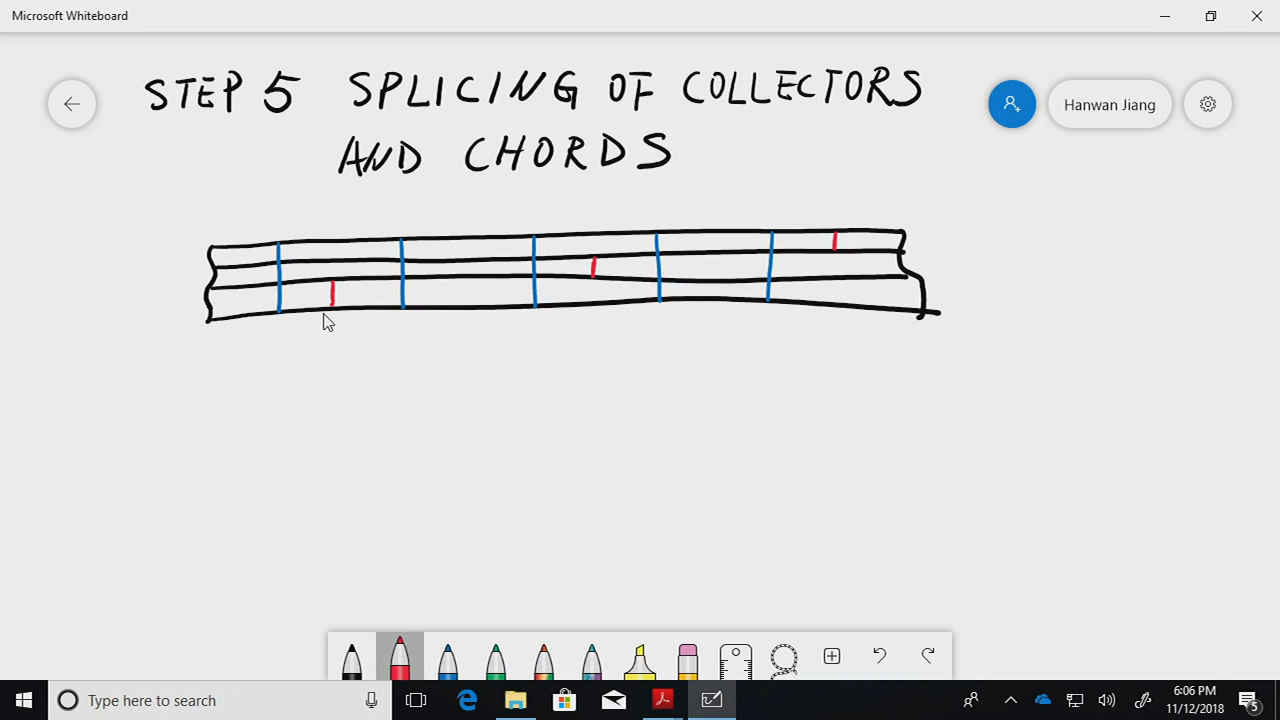 Microsoft Whiteboard
STEP 5 SPLICING OF COLLECTORS
AND CHORDS
Hanwan Jiang
Type here to search
6:06 PM
11/12/2018
5